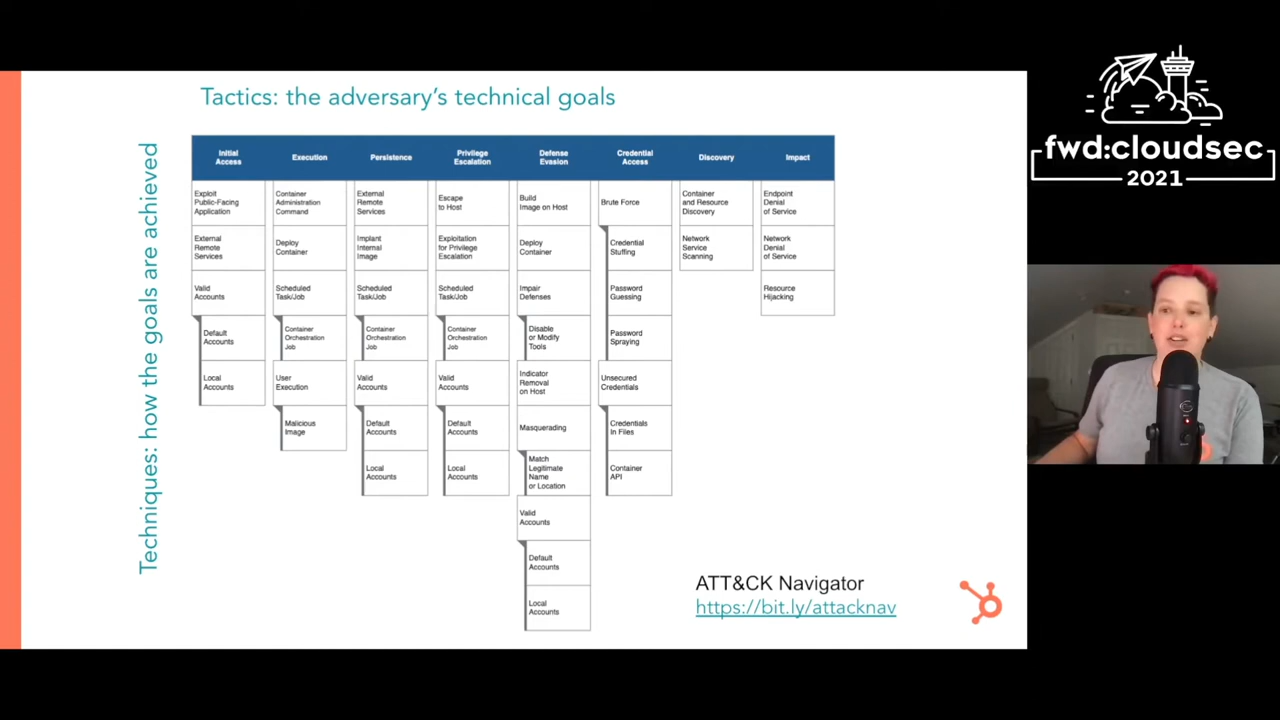 Tactics: the adversary's technical goals
Techniques: how the goals are achieved
Initial
Access
Execution
Persistence
Privilege
Escalation
Defense
Evasion
Credential
Access
Discovery
Impact
Exploit
Public-Facing
Application
External
Remote
Services
Valid
Accounts
Default
Accounts
Local
Accounts
Container
Administration
Command
Deploy
Container
Scheduled
Task/Job
Container
Orchestration
Job
User
Execution
Malicious
Image
External
Remote
Services
Implant
Internal
Image
Scheduled
Task/Job
Container
Orchestration
Job
Valid
Accounts
Default
Accounts
Local
Accounts
Escape
to Host
Exploitation
for Privilege
Escalation
Scheduled
Task/Job
Container
Orchestration
Job
Valid
Accounts
Default
Accounts
Local
Accounts
Build
Image on Host
Deploy
Container
Impair
Defenses
Disable
or Modify
Tools
Indicator
Removal
on Host
Masquerading
Match
Legitimate
Name
or Location
Valid
Accounts
Default
Accounts
Local
Accounts
Brute Force
Credential
Stuffing
Password
Guessing
Password
Spraying
Unsecured
Credentials
Credentials
In Files
Container
API
Container
and Resource
Discovery
Network
Service
Scanning
Endpoint
Denial
of Service
Network
Denial
of Service
Resource
Hijacking
ATT&CK Navigator
https://bit.ly/attacknav
fwd:cloudsec
2021